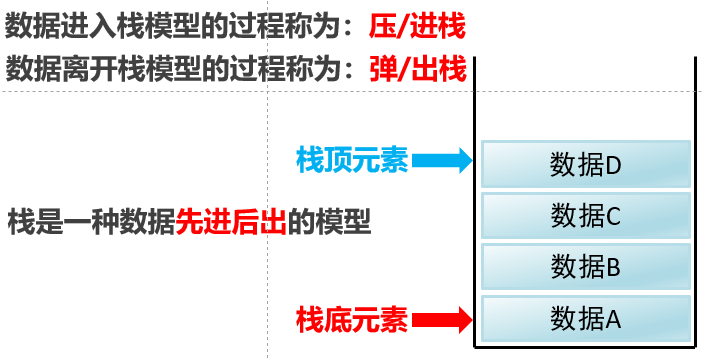 数据进入栈模型的过程称为：压/进栈
数据离开栈模型的过程称为：弹/出栈
栈顶元素
数据D
数据C
栈是一种数据先进后出的模型
数据B
栈底元素
数据A